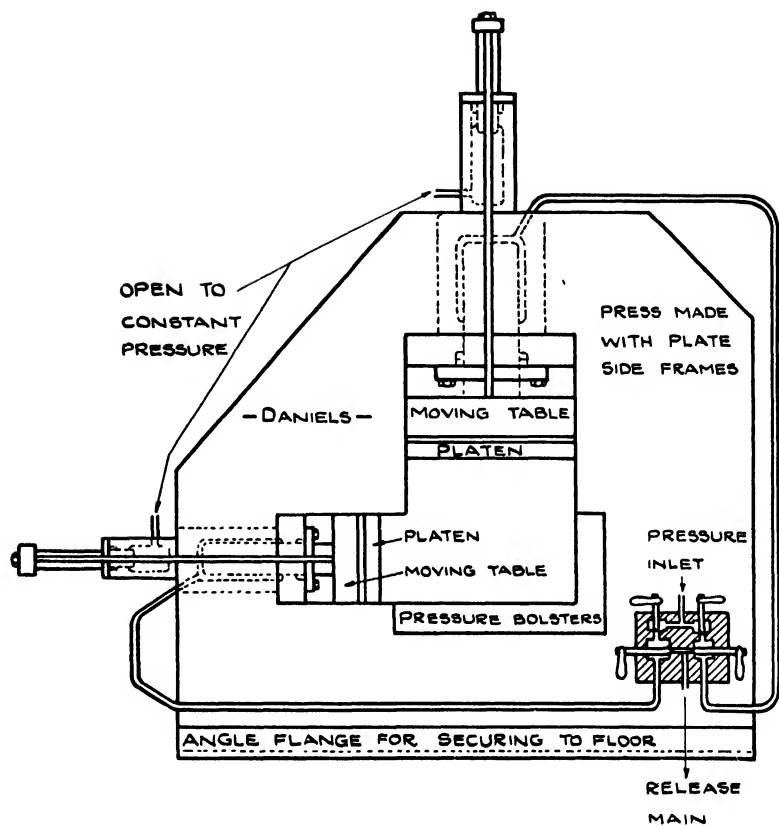 OPEN TO
CONSTANT
PRESSURE
PRESS MADE
WITH PLATE
SIDE FRAMES
-DANIELS-
MOVING TABLE
PLATEN
PLATEN
MOVING TABLE
PRESSURE
INLET
PRESSURE BOLSTERS
ANGLE FLANGE FOR SECURING TO FLOOR
RELEASE
MAIN